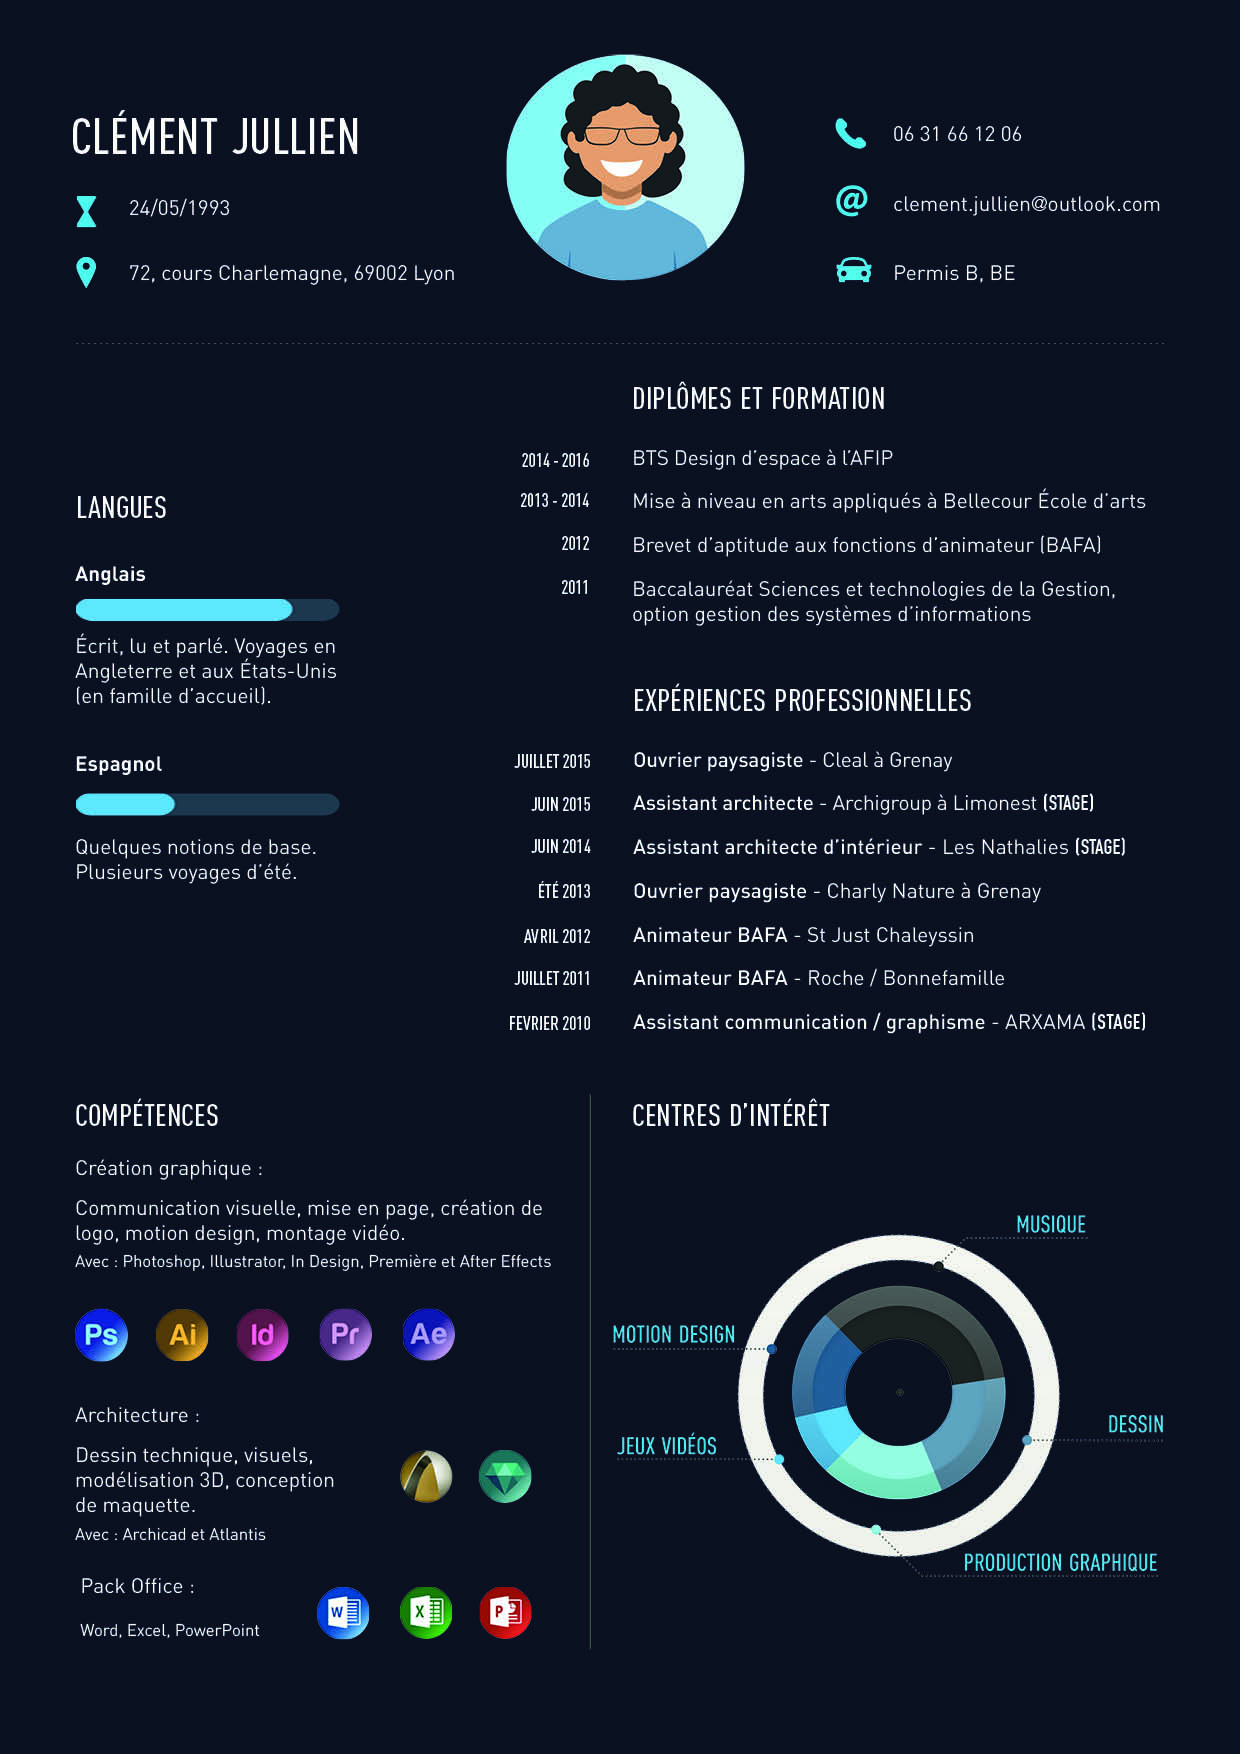 CLÉMENT JULLIEN
24/05/1993
72, cours Charlemagne, 69002 Lyon
06 31 66 12 06
@ clement.jullien@outlook.com
Permis B, BE
LANGUES
Anglais
Écrit, lu et parlé. Voyages en
Angleterre et aux États-Unis
(en famille d’accueil).
Espagnol
Quelques notions de base.
Plusieurs voyages d’été.
DIPLÔMES ET FORMATION
2014 - 2016 BTS Design d’espace à l’AFIP
2013 - 2014 Mise à niveau en arts appliqués à Bellecour École d’arts
2012 Brevet d’aptitude aux fonctions d’animateur (BAFA)
2011 Baccalauréat Sciences et technologies de la Gestion,
option gestion des systèmes d’informations
EXPÉRIENCES PROFESSIONNELLES
JUILLET 2015 Ouvrier paysagiste - Cleal à Grenay
JUIN 2015 Assistant architecte - Archigroup à Limonest (STAGE)
JUIN 2014 Assistant architecte d’intérieur - Les Nathalies (STAGE)
ÉTÉ 2013 Ouvrier paysagiste - Charly Nature à Grenay
AVRIL 2012 Animateur BAFA - St Just Chaleyssin
JUILLET 2011 Animateur BAFA - Roche / Bonnefamille
FEVRIER 2010 Assistant communication / graphisme - ARXAMA (STAGE)
COMPÉTENCES
Création graphique :
Communication visuelle, mise en page, création de
logo, motion design, montage vidéo.
Avec : Photoshop, Illustrator, In Design, Première et After Effects
Ps Ai Id Pr Ae
Architecture :
Dessin technique, visuels,
modélisation 3D, conception
de maquette.
Avec : Archicad et Atlantis
Pack Office :
Word, Excel, PowerPoint
W X P
CENTRES D’INTÉRÊT
MUSIQUE
MOTION DESIGN
DESSIN
JEUX VIDÉOS
PRODUCTION GRAPHIQUE